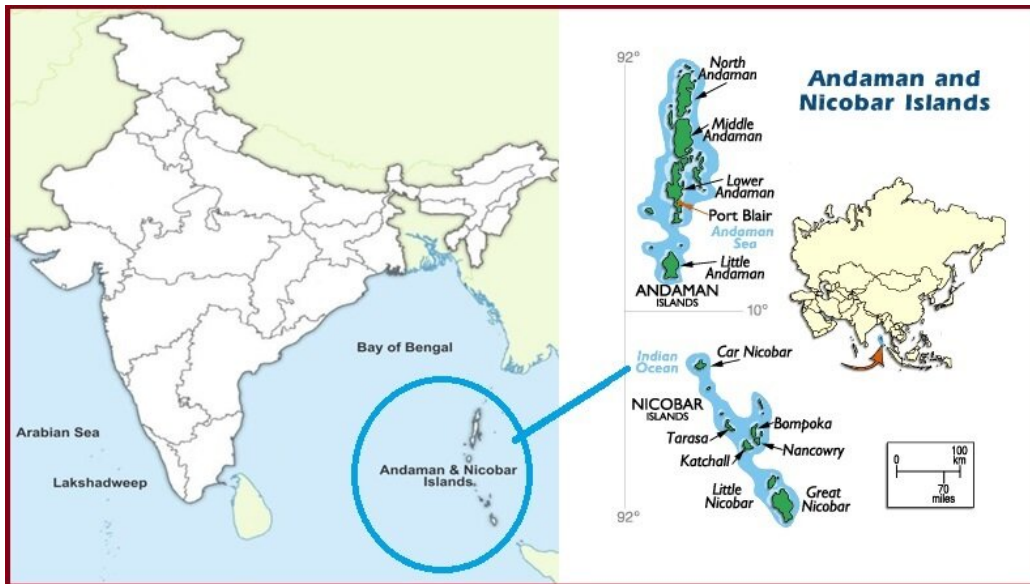 Bay of Bengal
Arabian Sea
Lakshadweep
Andaman & Nicobar
Islands
Andaman and
Nicobar Islands
92°
North
Andaman
Middle
Andaman
Lower
Andaman
Port Blair
Andaman
Sea
Little
Andaman
ANDAMAN
ISLANDS
10°
Indian
Ocean
Car Nicobar
NICOBAR
ISLANDS
Bompoka
Tarasa
Nancowry
Katchall
Little
Nicobar
Great
Nicobar
92°
0
100
km
70
miles